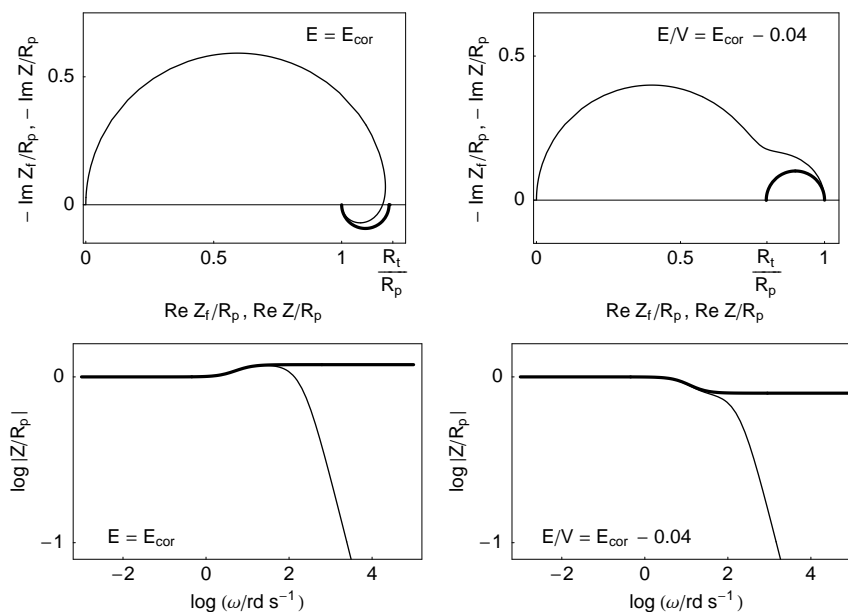 E = E_cor
− Im Z_f/R_p, − Im Z/R_p
0.5
0
0
0.5
1
R_t
R_p
Re Z_f/R_p, Re Z/R_p
E/V = E_cor − 0.04
− Im Z_f/R_p, − Im Z/R_p
0.5
0
0
0.5
1
R_t
R_p
Re Z_f/R_p, Re Z/R_p
log |Z/R_p|
0
−1
E = E_cor
−2
0
2
4
log (ω/rd s⁻¹)
log |Z/R_p|
0
−1
E/V = E_cor − 0.04
−2
0
2
4
log (ω/rd s⁻¹)